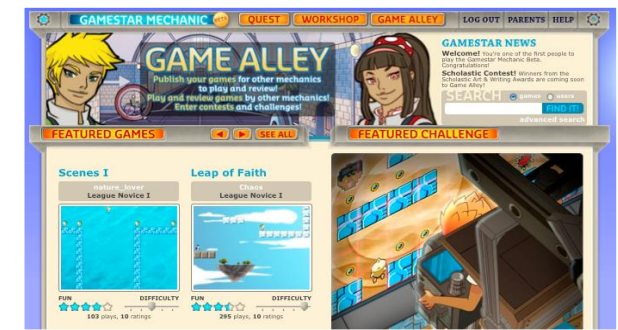 GAMESTAR MECHANIC BETA QUEST WORKSHOP GAME ALLEY LOG OUT PARENTS HELP
GAME ALLEY
Publish your games for other mechanics
to play and review!
Play and review games by other mechanics!
Enter contests and challenges!
GAMESTAR NEWS
Welcome! You're one of the first people to
play the Gamestar Mechanic Beta.
Congratulations!
Scholastic Contest! Winners from the
Scholastic Art & Writing Awards are coming soon
to Game Alley!
SEARCH games users
FIND IT!
advanced search
FEATURED GAMES SEE ALL
FEATURED CHALLENGE
Scenes I
nature_lover
League Novice I
FUN DIFFICULTY
103 plays, 10 ratings
Leap of Faith
Chaos
League Novice I
FUN DIFFICULTY
295 plays, 10 ratings